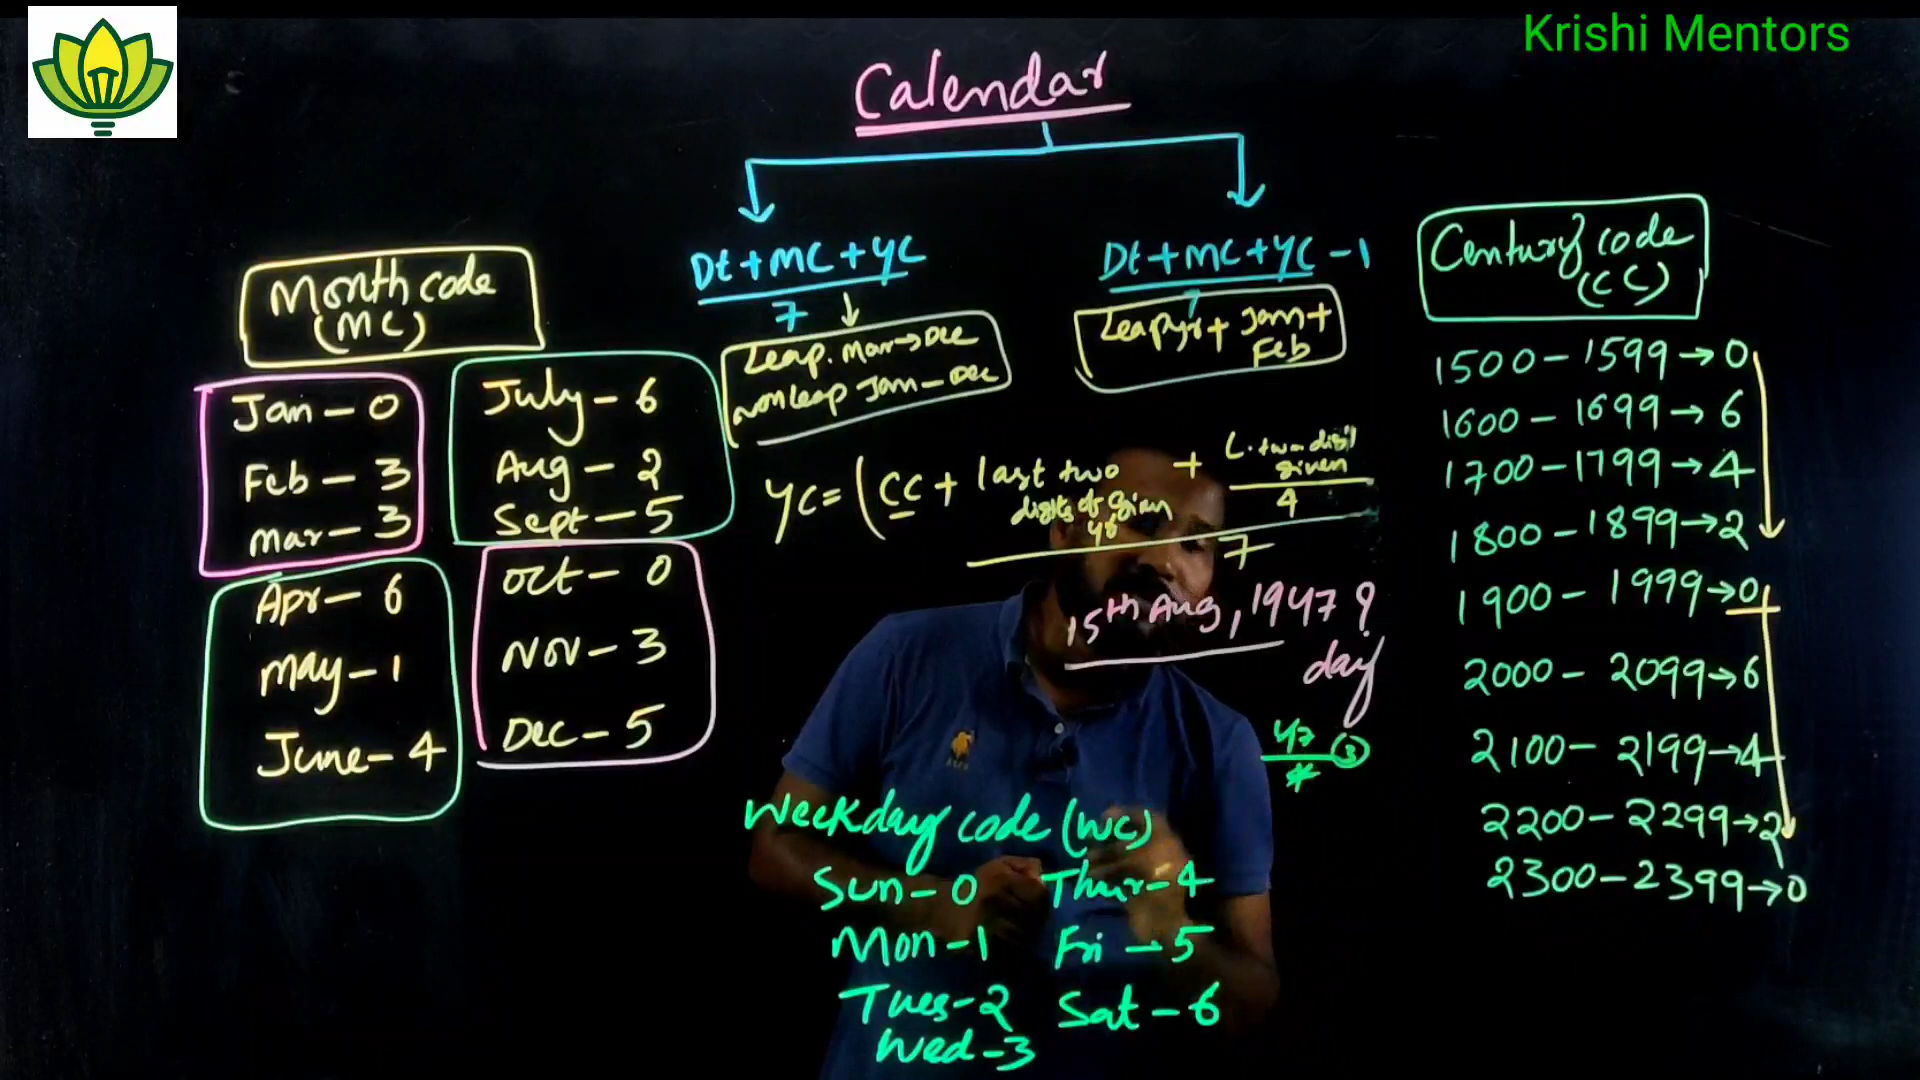 Krishi Mentors
Calendar
Dt + MC + YC
7
Leap. Mar → Dec
nonleap Jan - Dec
Dt + MC + YC - 1
7
Leap yr + Jan +
Feb
Month code
(MC)
Jan - 0
Feb - 3
Mar - 3
Apr - 6
May - 1
June - 4
July - 6
Aug - 2
Sept - 5
Oct - 0
Nov - 3
Dec - 5
YC = (CC + last two digits of given yr + L. two digit given
4
7
15th Aug, 1947 ?
day
47 3
Weekday code (WC)
Sun - 0 Thur - 4
Mon - 1 Fri - 5
Tues - 2 Sat - 6
Wed - 3
Century code
(CC)
1500 - 1599 → 0
1600 - 1699 → 6
1700 - 1799 → 4
1800 - 1899 → 2
1900 - 1999 → 0
2000 - 2099 → 6
2100 - 2199 → 4
2200 - 2299 → 2
2300 - 2399 → 0